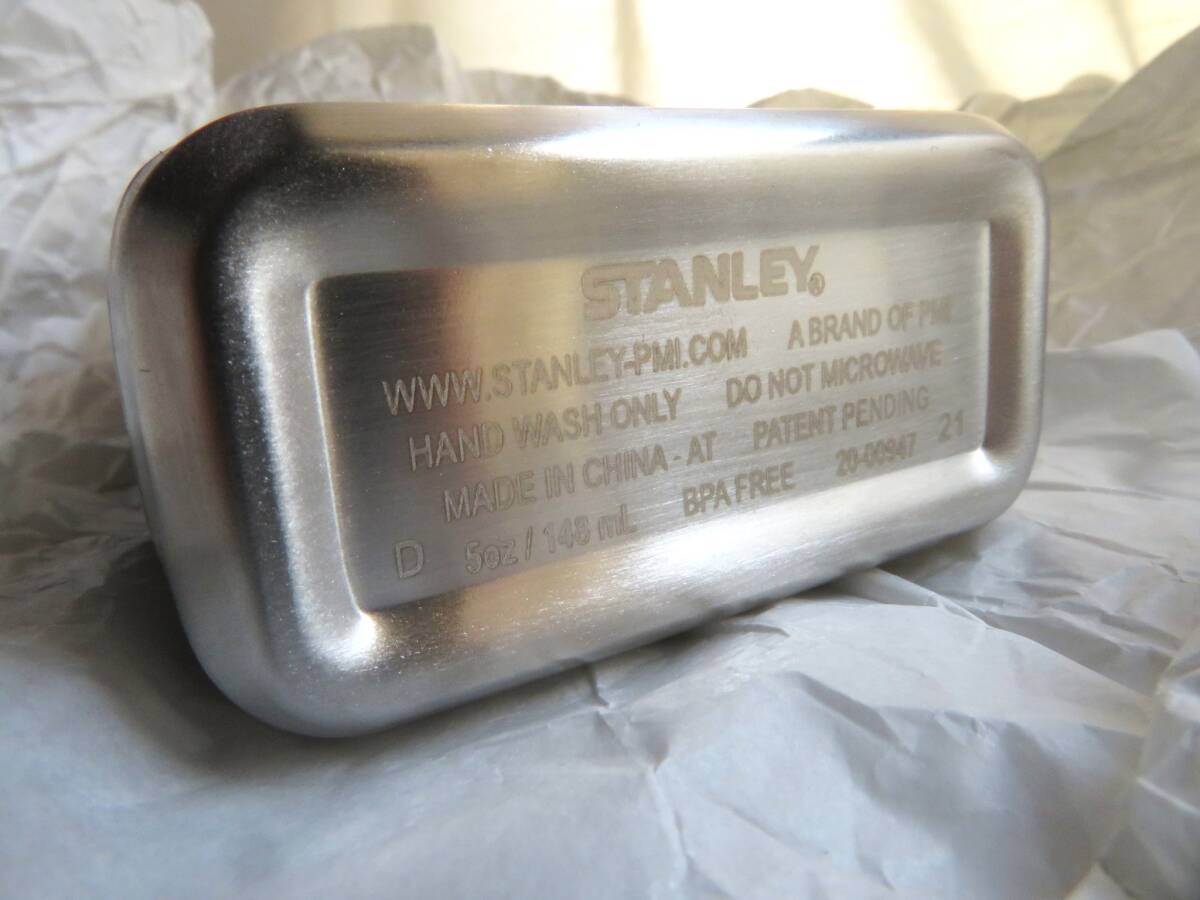 STANLEY®
WWW.STANLEY-PMI.COM A BRAND OF PMI
HAND WASH ONLY DO NOT MICROWAVE
MADE IN CHINA - AT PATENT PENDING
D 5oz / 148 mL BPA FREE 20-00947 21